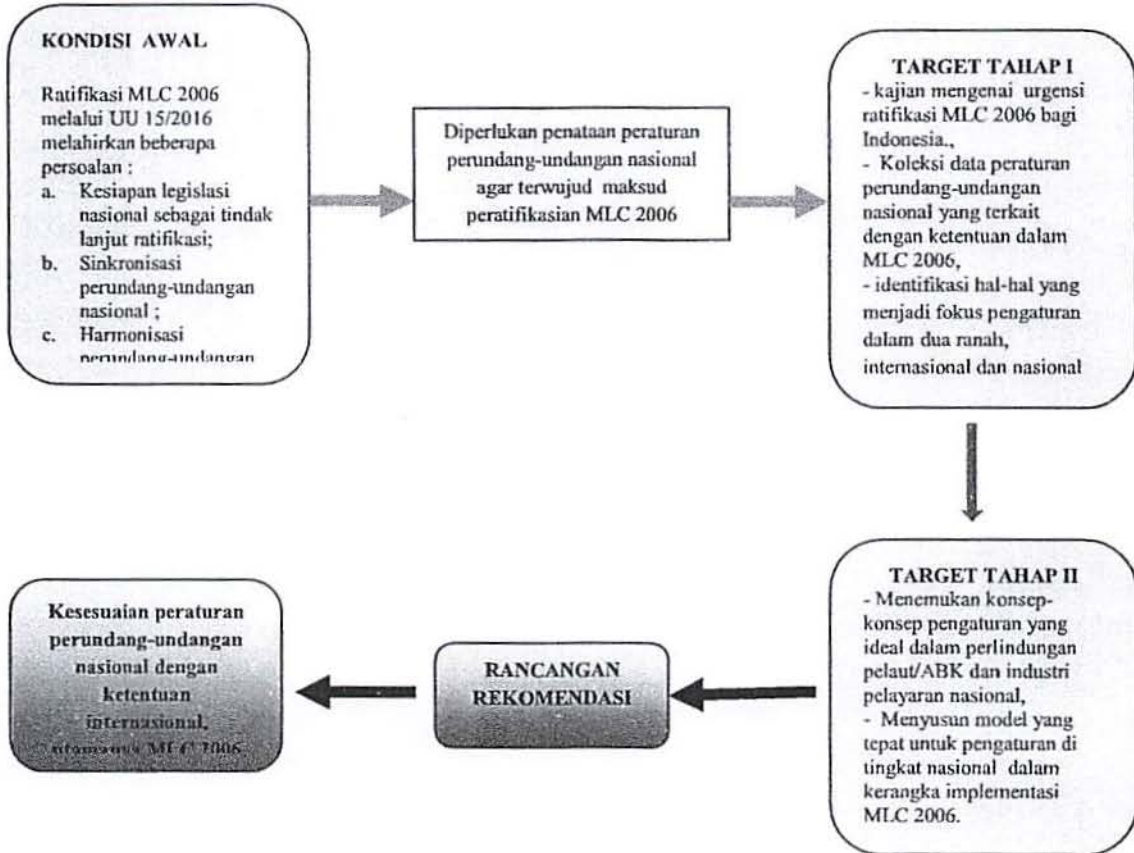 KONDISI AWAL
Ratifikasi MLC 2006
melalui UU 15/2016
melahirkan beberapa
persoalan :
a. Kesiapan legislasi
nasional sebagai tindak
lanjut ratifikasi;
b. Sinkronisasi
perundang-undangan
nasional ;
c. Harmonisasi
perundang-undangan
Diperlukan penataan peraturan
perundang-undangan nasional
agar terwujud maksud
peratifikasian MLC 2006
TARGET TAHAP I
- kajian mengenai urgensi
ratifikasi MLC 2006 bagi
Indonesia.,
- Koleksi data peraturan
perundang-undangan
nasional yang terkait
dengan ketentuan dalam
MLC 2006,
- identifikasi hal-hal yang
menjadi fokus pengaturan
dalam dua ranah,
internasional dan nasional
TARGET TAHAP II
- Menemukan konsep-
konsep pengaturan yang
ideal dalam perlindungan
pelaut/ABK dan industri
pelayaran nasional,
- Menyusun model yang
tepat untuk pengaturan di
tingkat nasional dalam
kerangka implementasi
MLC 2006.
RANCANGAN
REKOMENDASI
Kesesuaian peraturan
perundang-undangan
nasional dengan
ketentuan
internasional,
utamanya MLC 2006